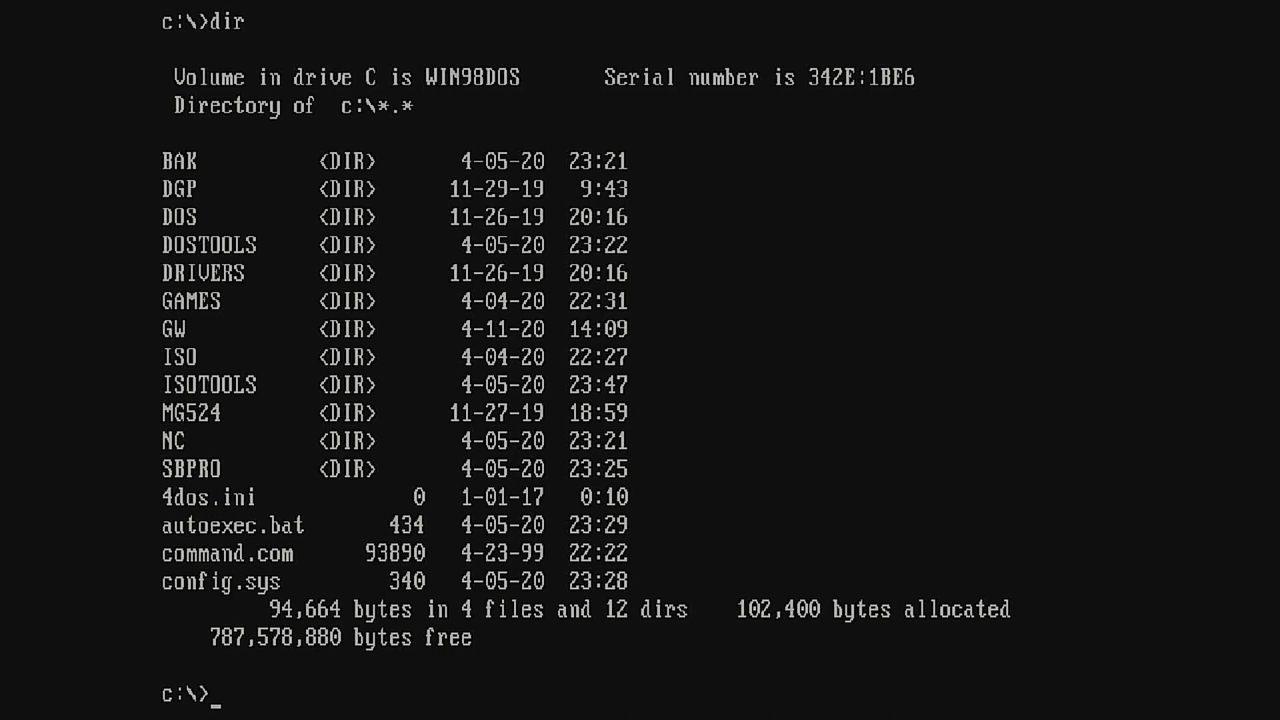 c:\>dir
Volume in drive C is WIN98DOS       Serial number is 342E:1BE6
Directory of  c:\*.*
BAK          <DIR>       4-05-20  23:21
DGP          <DIR>      11-29-19   9:43
DOS          <DIR>      11-26-19  20:16
DOSTOOLS     <DIR>       4-05-20  23:22
DRIVERS      <DIR>      11-26-19  20:16
GAMES        <DIR>       4-04-20  22:31
GW           <DIR>       4-11-20  14:09
ISO          <DIR>       4-04-20  22:27
ISOTOOLS     <DIR>       4-05-20  23:47
MG524        <DIR>      11-27-19  18:59
NC           <DIR>       4-05-20  23:21
SBPRO        <DIR>       4-05-20  23:25
4dos.ini             0   1-01-17   0:10
autoexec.bat       434   4-05-20  23:29
command.com      93890   4-23-99  22:22
config.sys         340   4-05-20  23:28
94,664 bytes in 4 files and 12 dirs    102,400 bytes allocated
787,578,880 bytes free
c:\>_